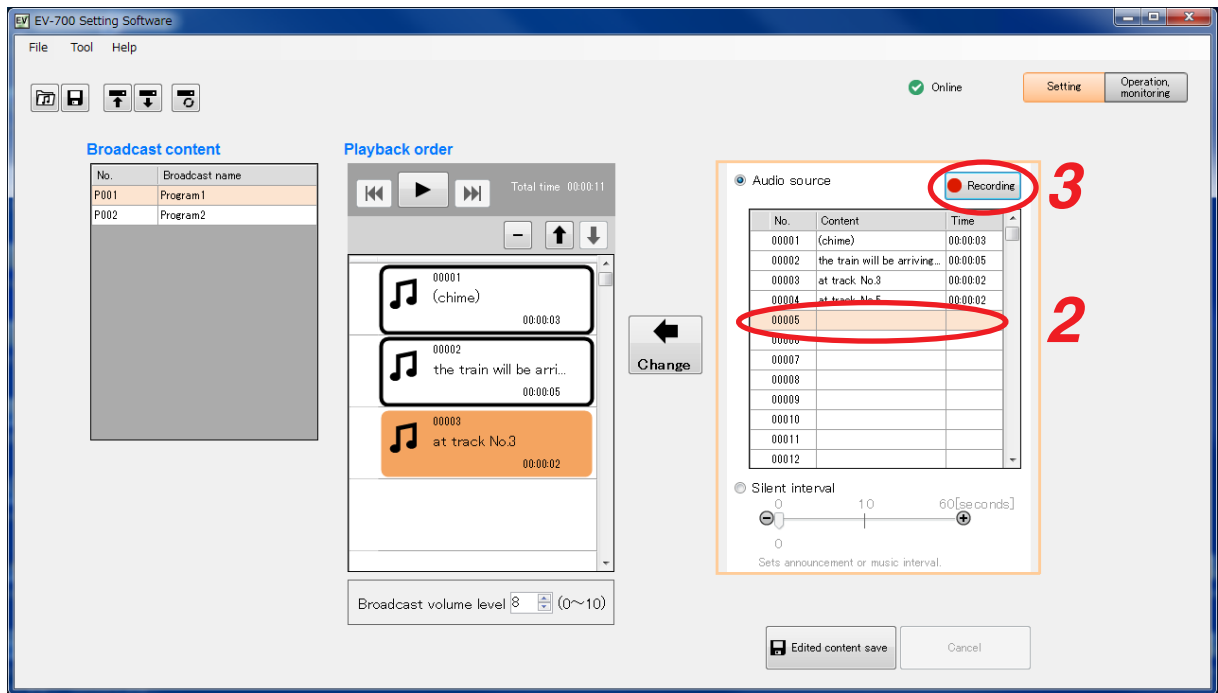 EV EV-700 Setting Software
File Tool Help
Online
Setting
Operation,
monitoring
Broadcast content
No. Broadcast name
P001 Program1
P002 Program2
Playback order
Total time 00:00:11
00001
(chime)
00:00:03
00002
the train will be arri...
00:00:05
00003
at track No.3
00:00:02
Broadcast volume level 8 (0～10)
Change
Audio source
Recording
3
No. Content Time
00001 (chime) 00:00:03
00002 the train will be arriving... 00:00:05
00003 at track No.3 00:00:02
00004 at track No.5 00:00:02
00005
2
00006
00007
00008
00009
00010
00011
00012
Silent interval
0 10 60[seconds]
0
Sets announcement or music interval.
Edited content save
Cancel